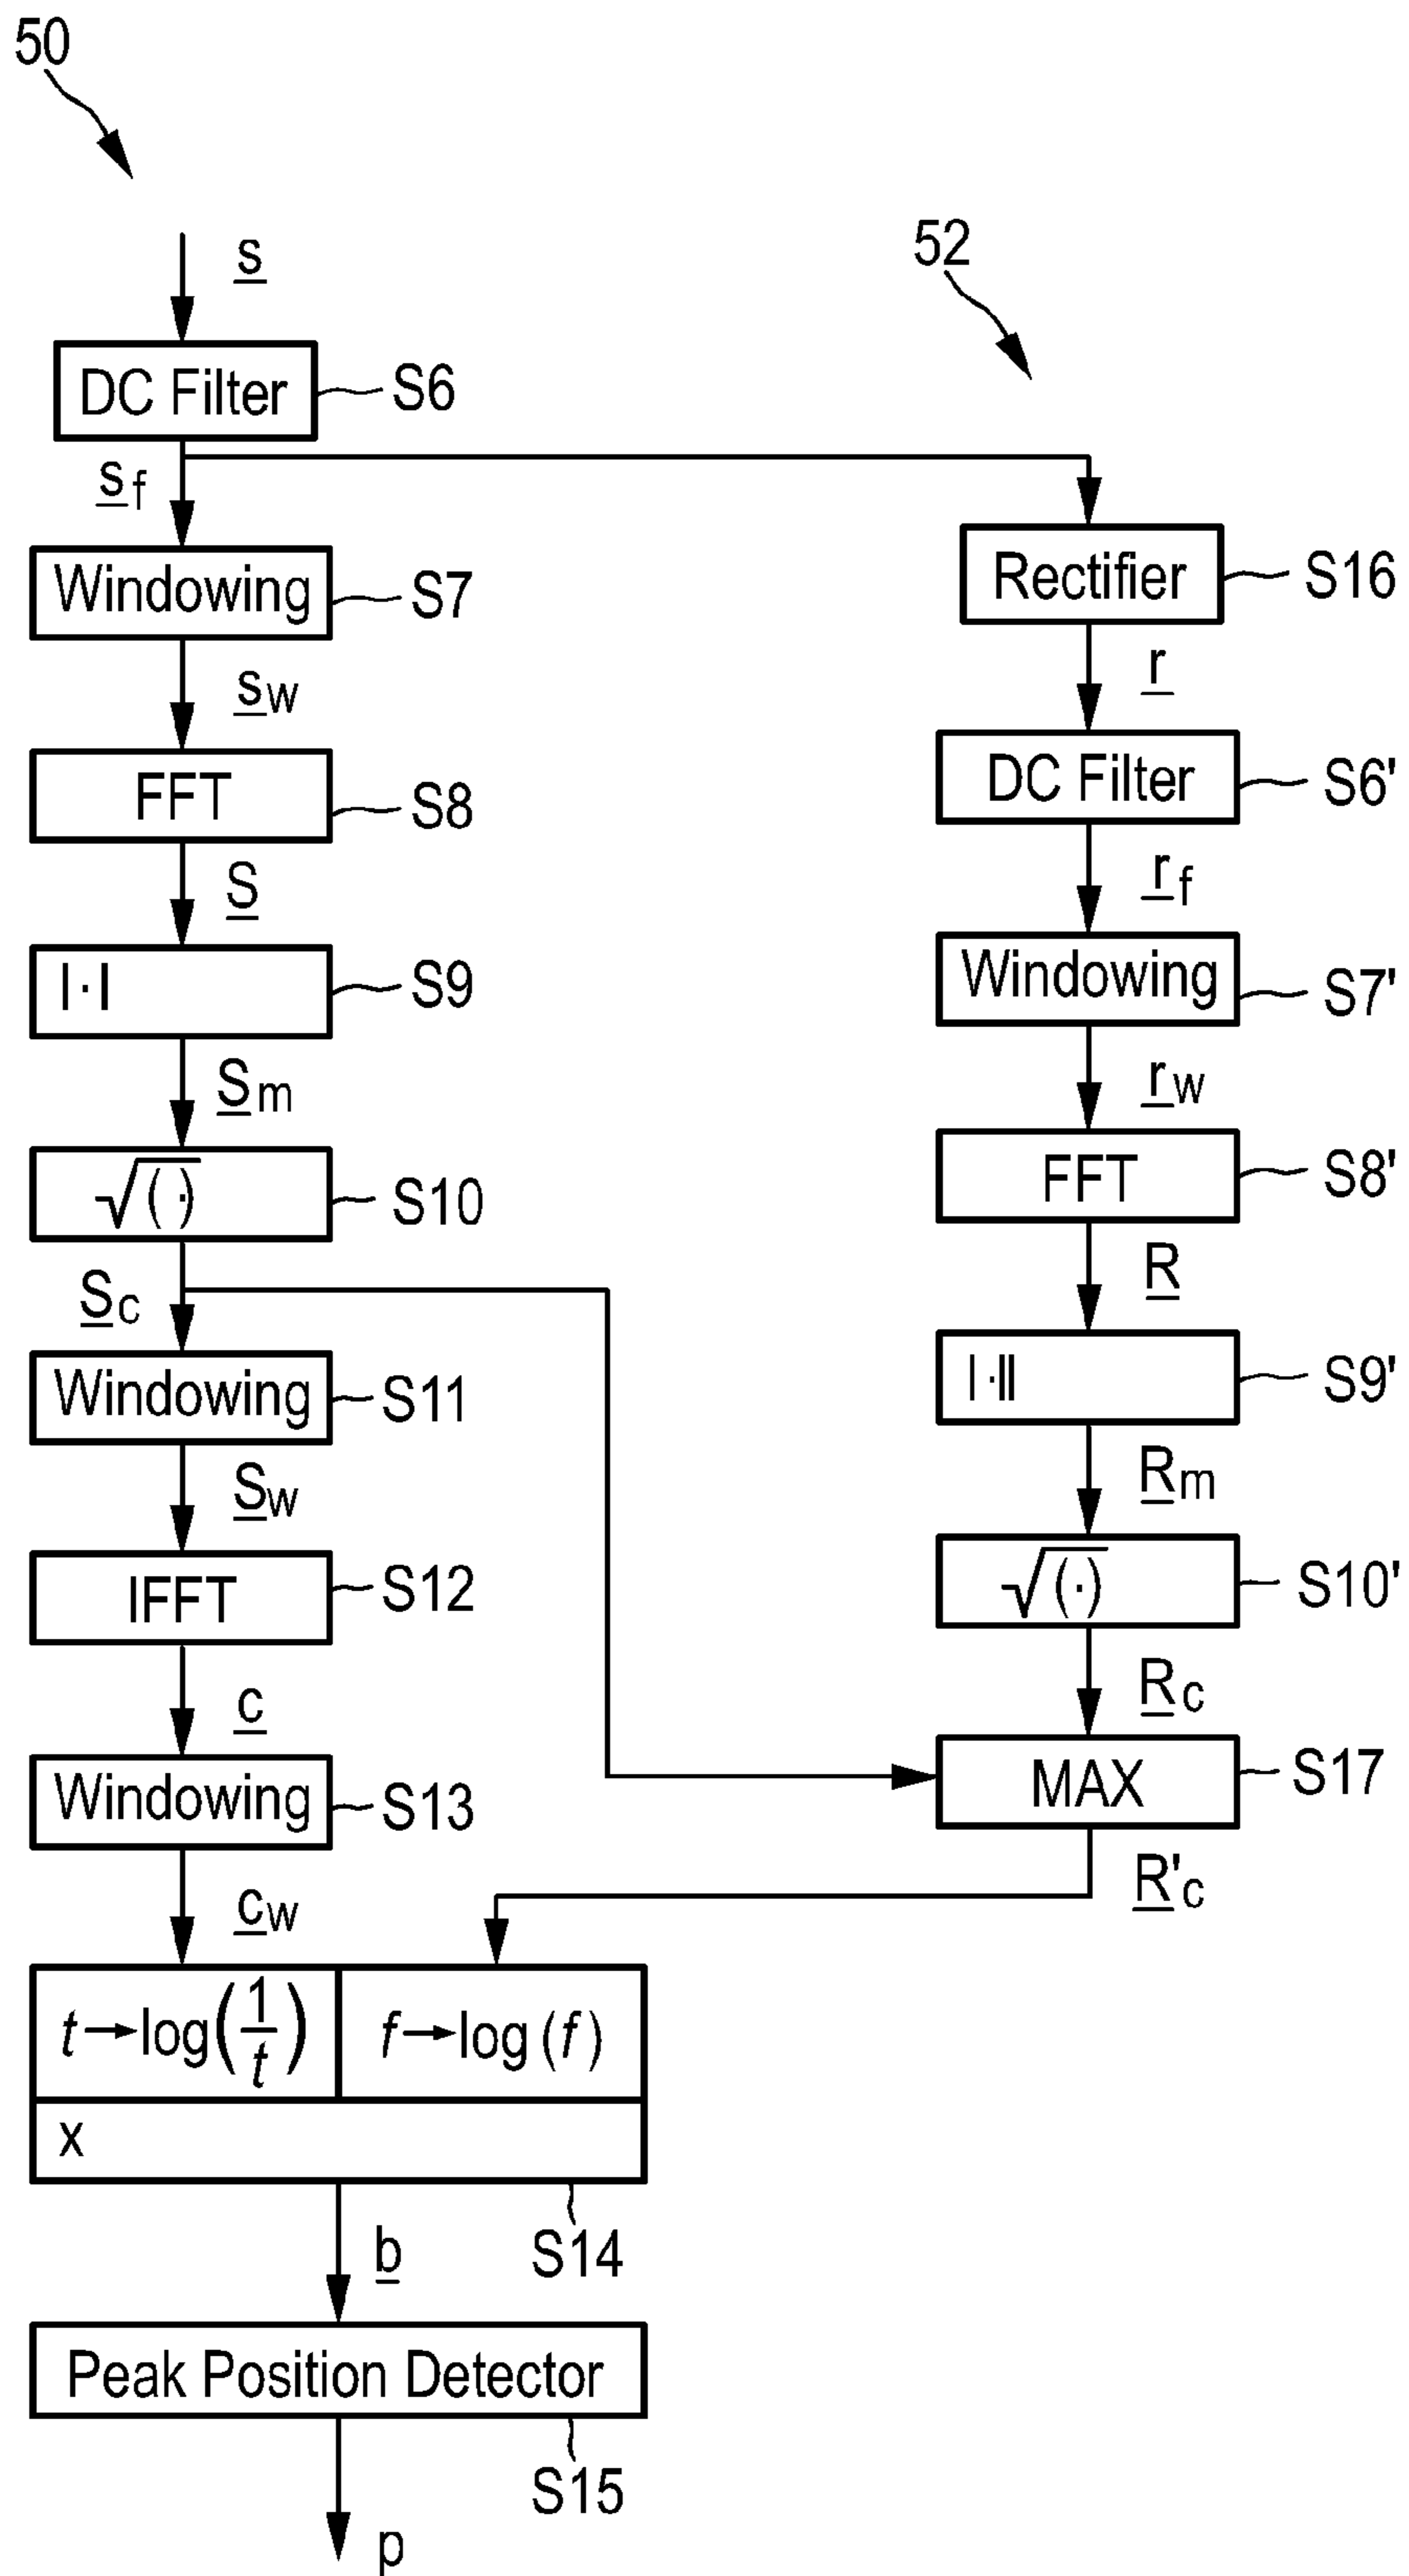 50
s
52
DC Filter
S6
sf
Windowing
S7
Rectifier
S16
sw
r
FFT
S8
DC Filter
S6'
S
rf
|·|
S9
Windowing
S7'
Sm
rw
√(·)
S10
FFT
S8'
Sc
R
Windowing
S11
|·||
S9'
Sw
Rm
IFFT
S12
√(·)
S10'
c
Rc
Windowing
S13
MAX
S17
cw
R'c
t→log(1/t)
f→log(f)
x
b
S14
Peak Position Detector
S15
p